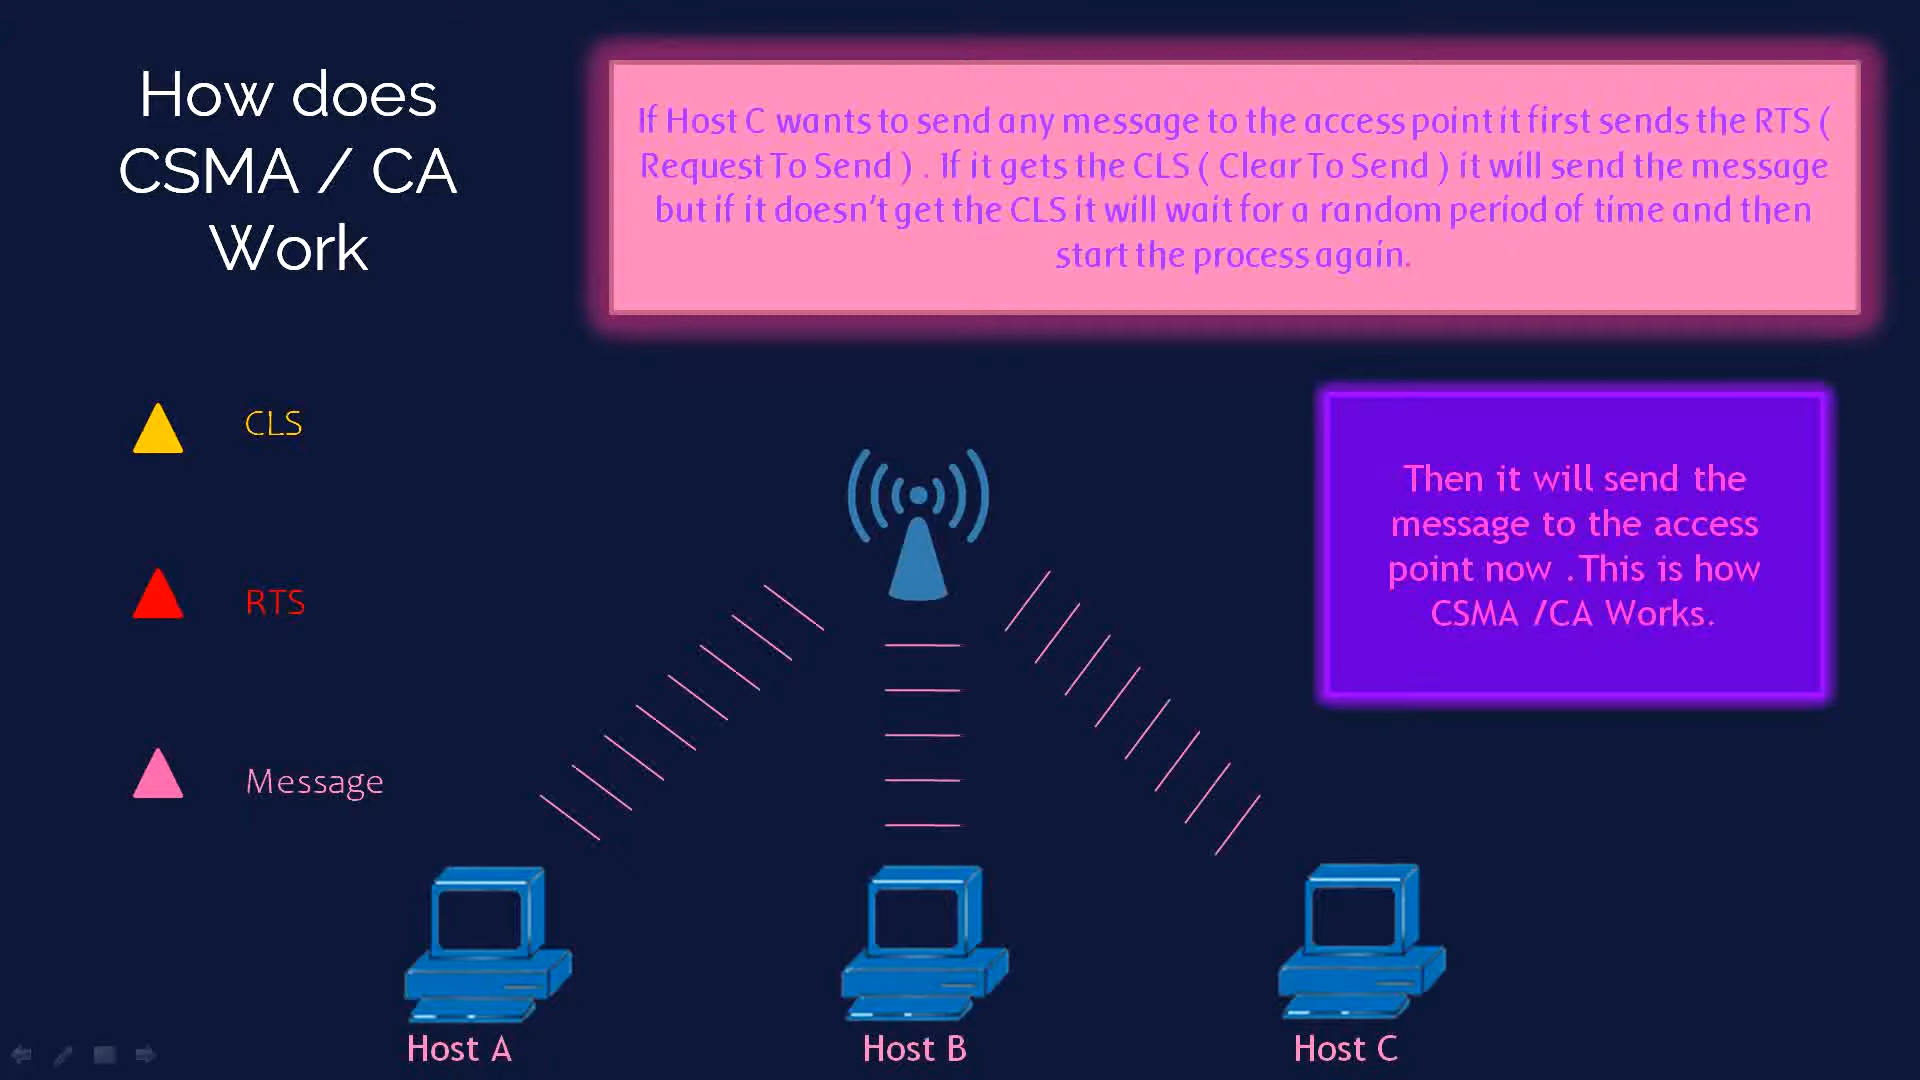 How does
CSMA / CA
Work
If Host C wants to send any message to the access point it first sends the RTS (
Request To Send ) . If it gets the CLS ( Clear To Send ) it will send the message
but if it doesn't get the CLS it will wait for a random period of time and then
start the process again.
CLS
RTS
Message
Then it will send the
message to the access
point now .This is how
CSMA /CA Works.
Host A
Host B
Host C